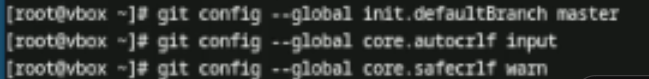 [root@vbox ~]# git config --global init.defaultBranch master
[root@vbox ~]# git config --global core.autocrlf input
[root@vbox ~]# git config --global core.safecrlf warn